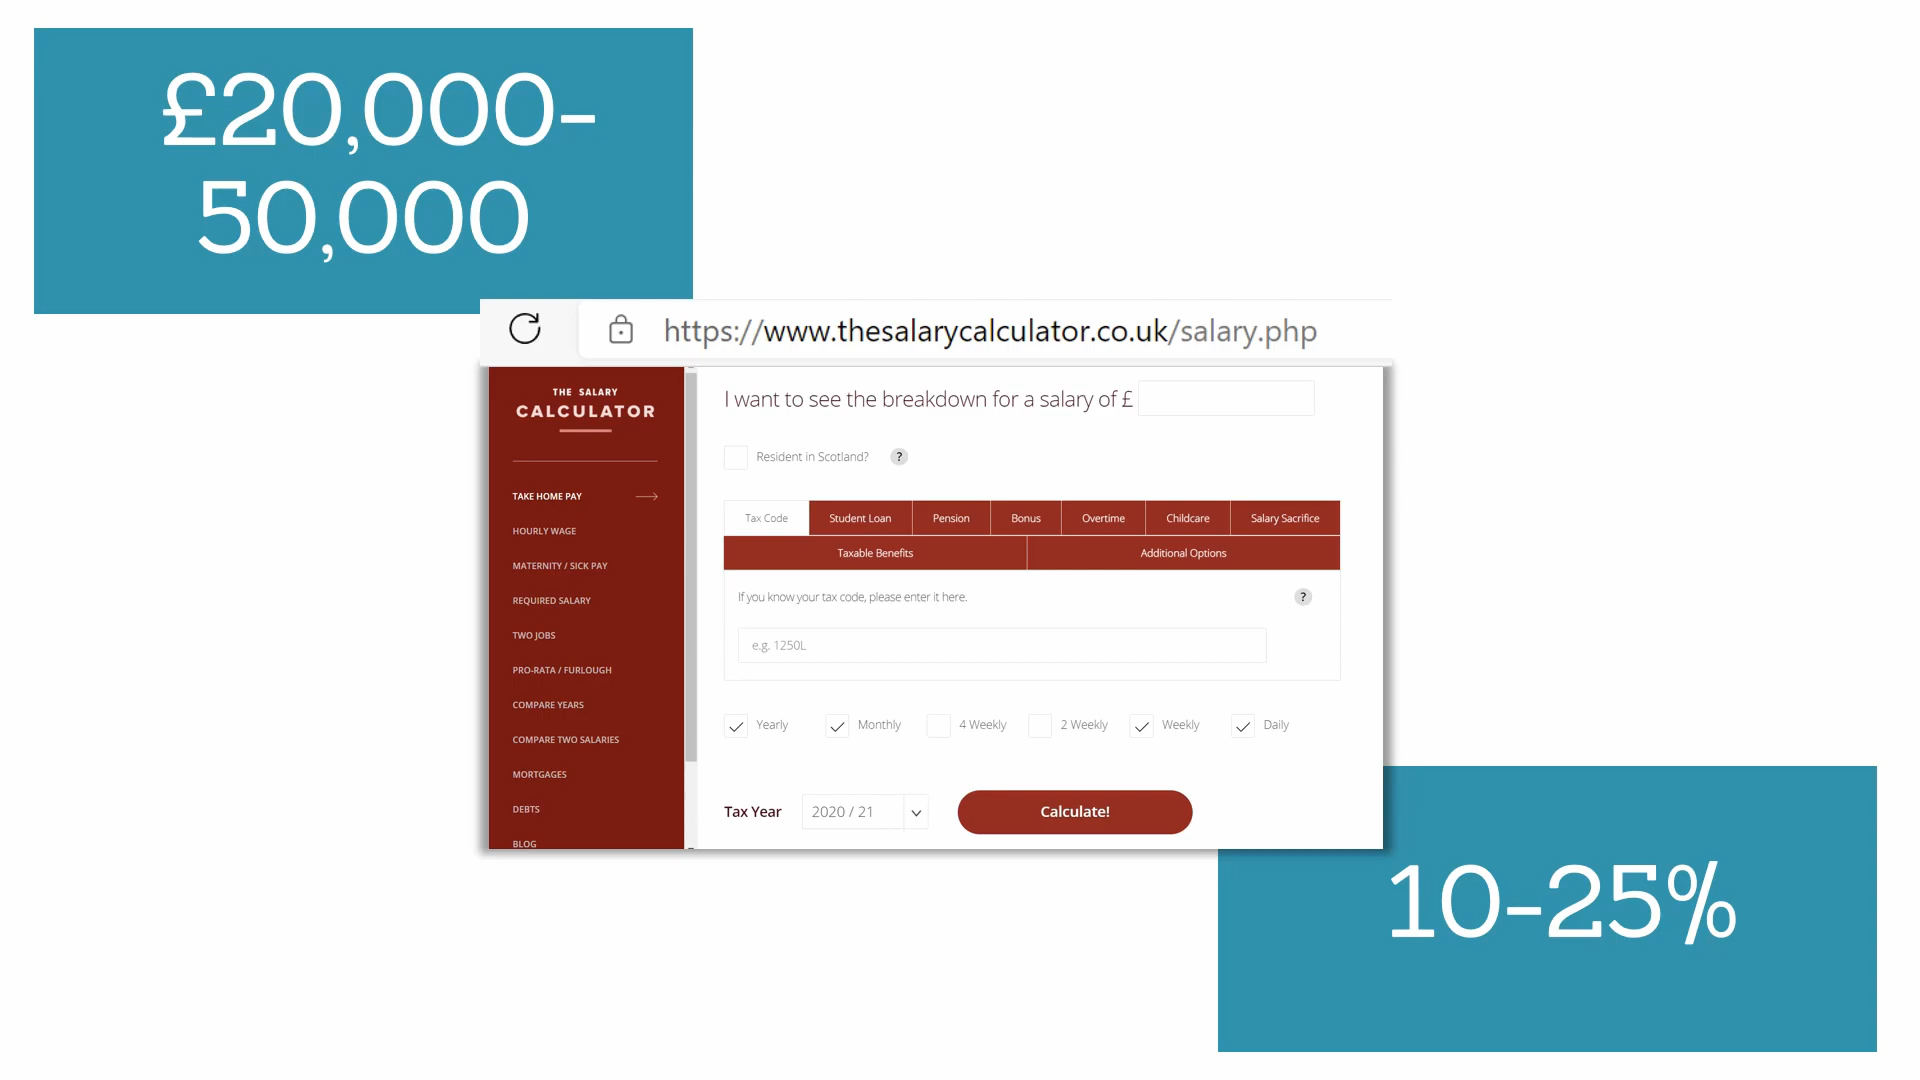 £20,000-
50,000
https://www.thesalarycalculator.co.uk/salary.php
THE SALARY
CALCULATOR
TAKE HOME PAY
HOURLY WAGE
MATERNITY / SICK PAY
REQUIRED SALARY
TWO JOBS
PRO-RATA / FURLOUGH
COMPARE YEARS
COMPARE TWO SALARIES
MORTGAGES
DEBTS
BLOG
I want to see the breakdown for a salary of £
Resident in Scotland? ?
Tax Code Student Loan Pension Bonus Overtime Childcare Salary Sacrifice
Taxable Benefits Additional Options
If you know your tax code, please enter it here. ?
e.g. 1250L
Yearly Monthly 4 Weekly 2 Weekly Weekly Daily
Tax Year 2020 / 21 Calculate!
10-25%